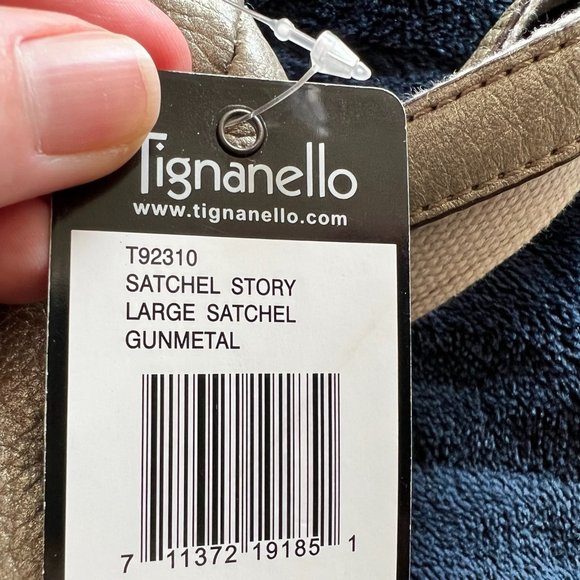 Tignanello
www.tignanello.com
T92310
SATCHEL STORY
LARGE SATCHEL
GUNMETAL
7 11372 19185 1